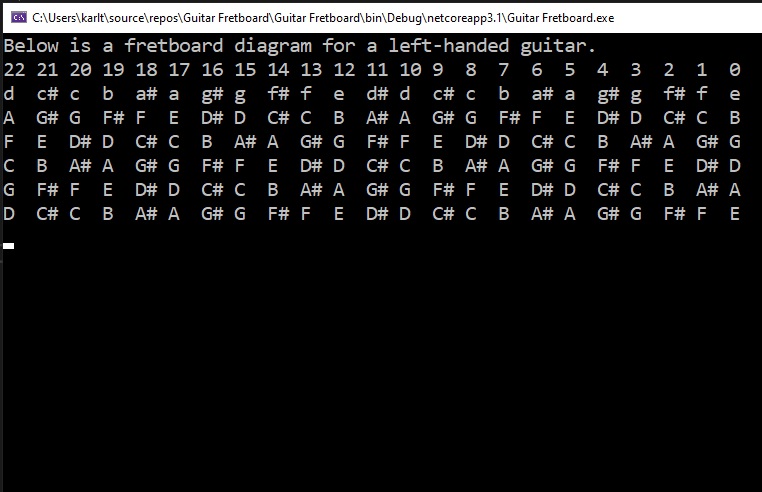 C:\Users\karlt\source\repos\Guitar Fretboard\Guitar Fretboard\bin\Debug\netcoreapp3.1\Guitar Fretboard.exe
Below is a fretboard diagram for a left-handed guitar.
22 21 20 19 18 17 16 15 14 13 12 11 10 9 8 7 6 5 4 3 2 1 0
d c# c b a# a g# g f# f e d# d c# c b a# a g# g f# f e
A G# G F# F E D# D C# C B A# A G# G F# F E D# D C# C B
F E D# D C# C B A# A G# G F# F E D# D C# C B A# A G# G
C B A# A G# G F# F E D# D C# C B A# A G# G F# F E D# D
G F# F E D# D C# C B A# A G# G F# F E D# D C# C B A# A
D C# C B A# A G# G F# F E D# D C# C B A# A G# G F# F E